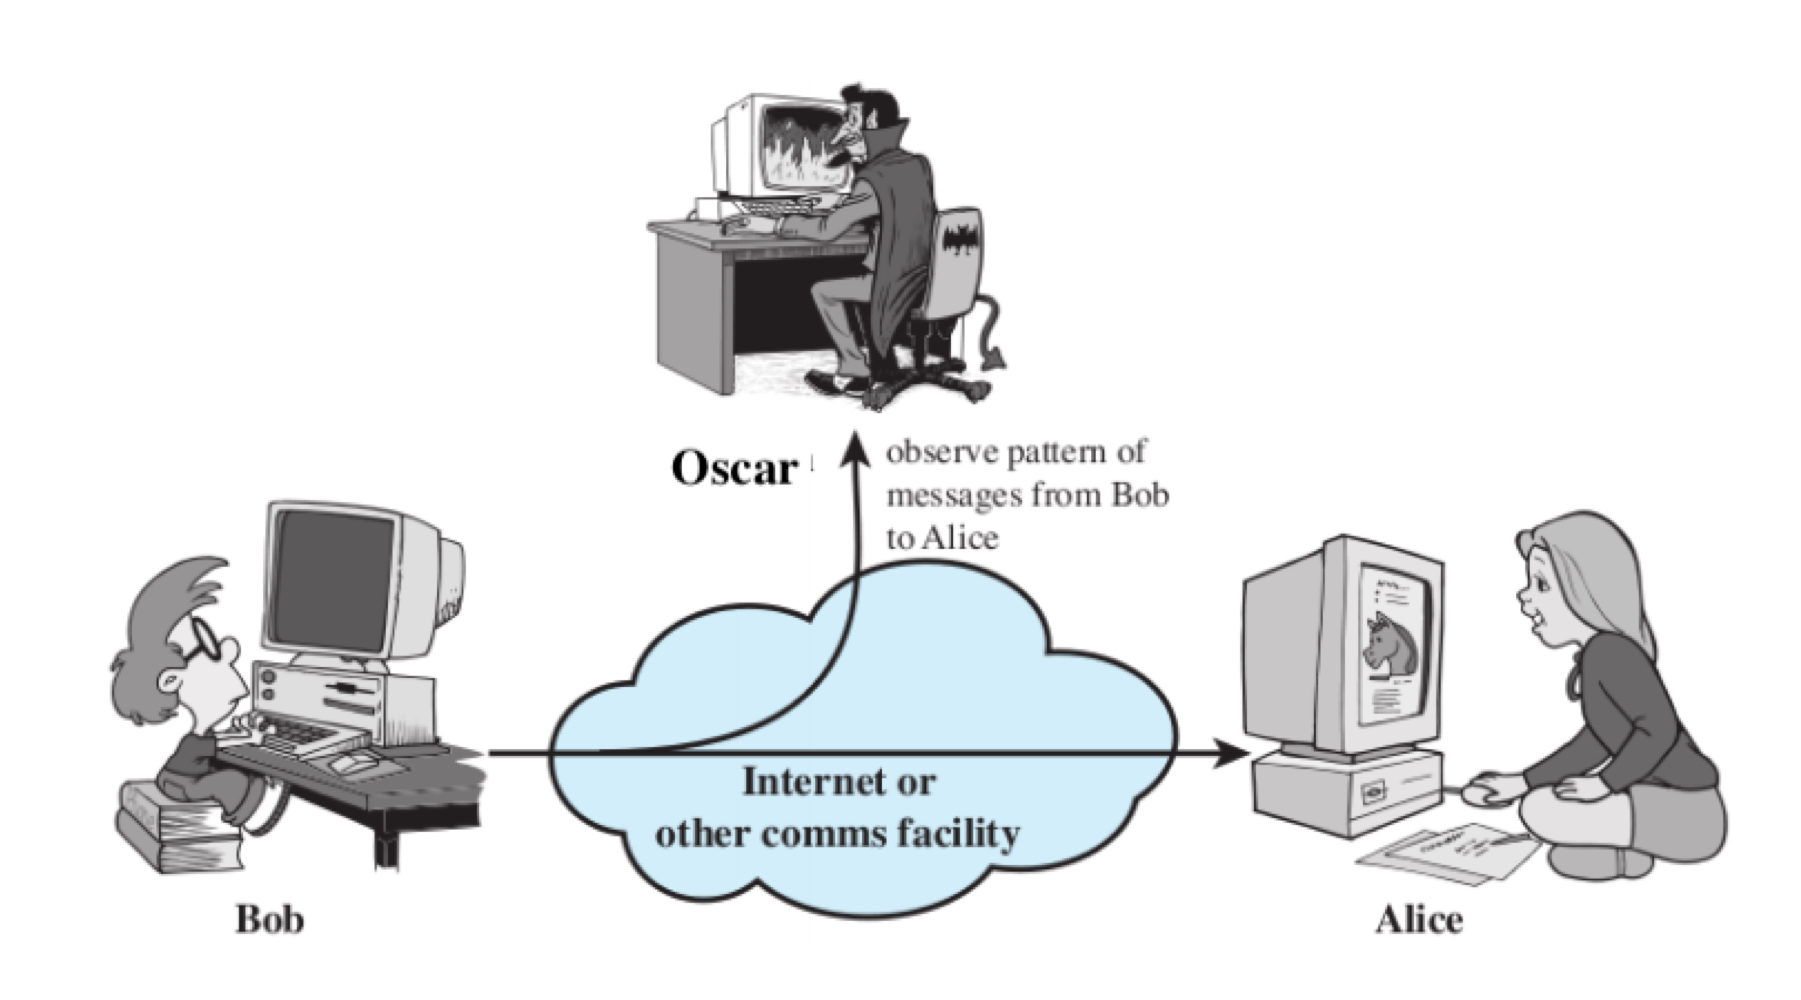 Oscar
observe pattern of
messages from Bob
to Alice
Internet or
other comms facility
Bob
Alice